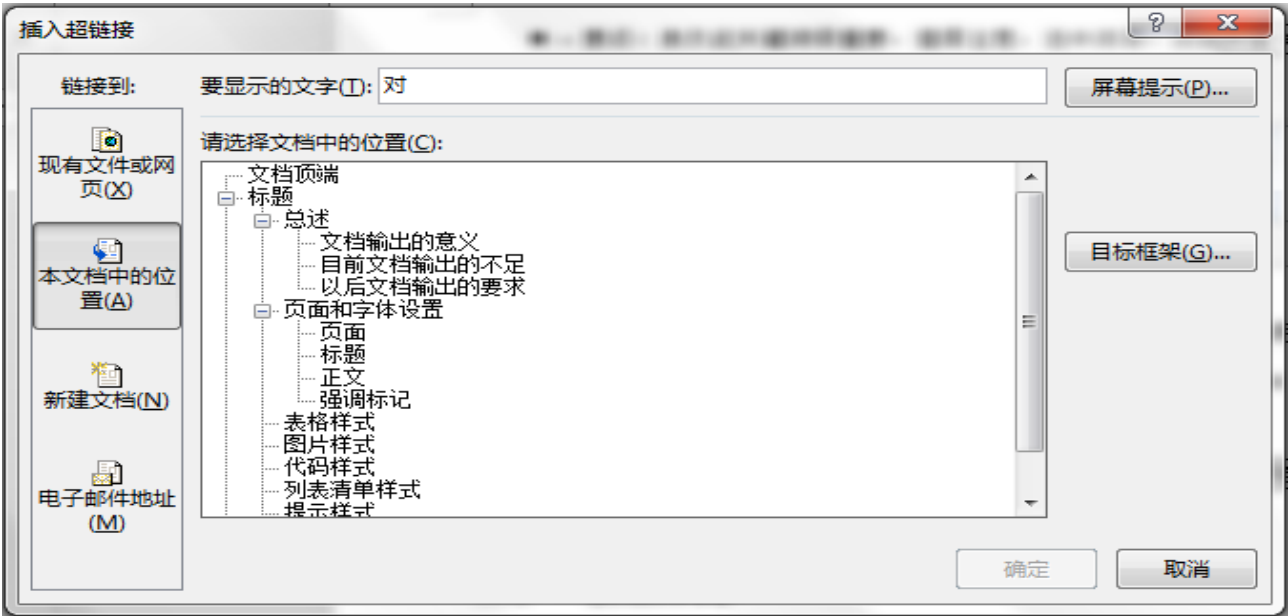 插入超链接
链接到:
要显示的文字(T): 对
屏幕提示(P)...
现有文件或网
页(X)
本文档中的位
置(A)
新建文档(N)
电子邮件地址
(M)
请选择文档中的位置(C):
文档顶端
标题
总述
文档输出的意义
目前文档输出的不足
以后文档输出的要求
页面和字体设置
页面
标题
正文
强调标记
表格样式
图片样式
代码样式
列表清单样式
提示样式
目标框架(G)...
确定
取消